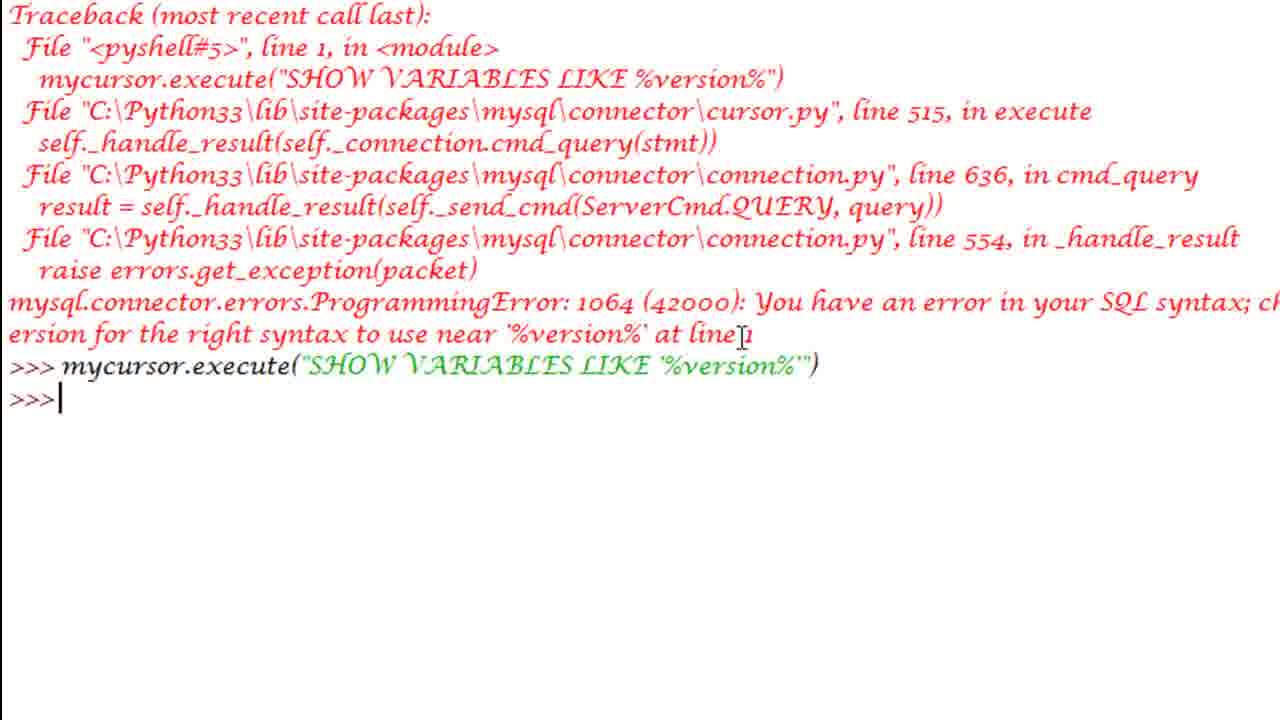 Traceback (most recent call last):
File "<pyshell#5>", line 1, in <module>
mycursor.execute("SHOW VARIABLES LIKE %version%")
File "C:\Python33\lib\site-packages\mysql\connector\cursor.py", line 515, in execute
self._handle_result(self._connection.cmd_query(stmt))
File "C:\Python33\lib\site-packages\mysql\connector\connection.py", line 636, in cmd_query
result = self._handle_result(self._send_cmd(ServerCmd.QUERY, query))
File "C:\Python33\lib\site-packages\mysql\connector\connection.py", line 554, in _handle_result
raise errors.get_exception(packet)
mysql.connector.errors.ProgrammingError: 1064 (42000): You have an error in your SQL syntax; ch
ersion for the right syntax to use near '%version%' at line 1
>>> mycursor.execute("SHOW VARIABLES LIKE '%version%'")
>>>